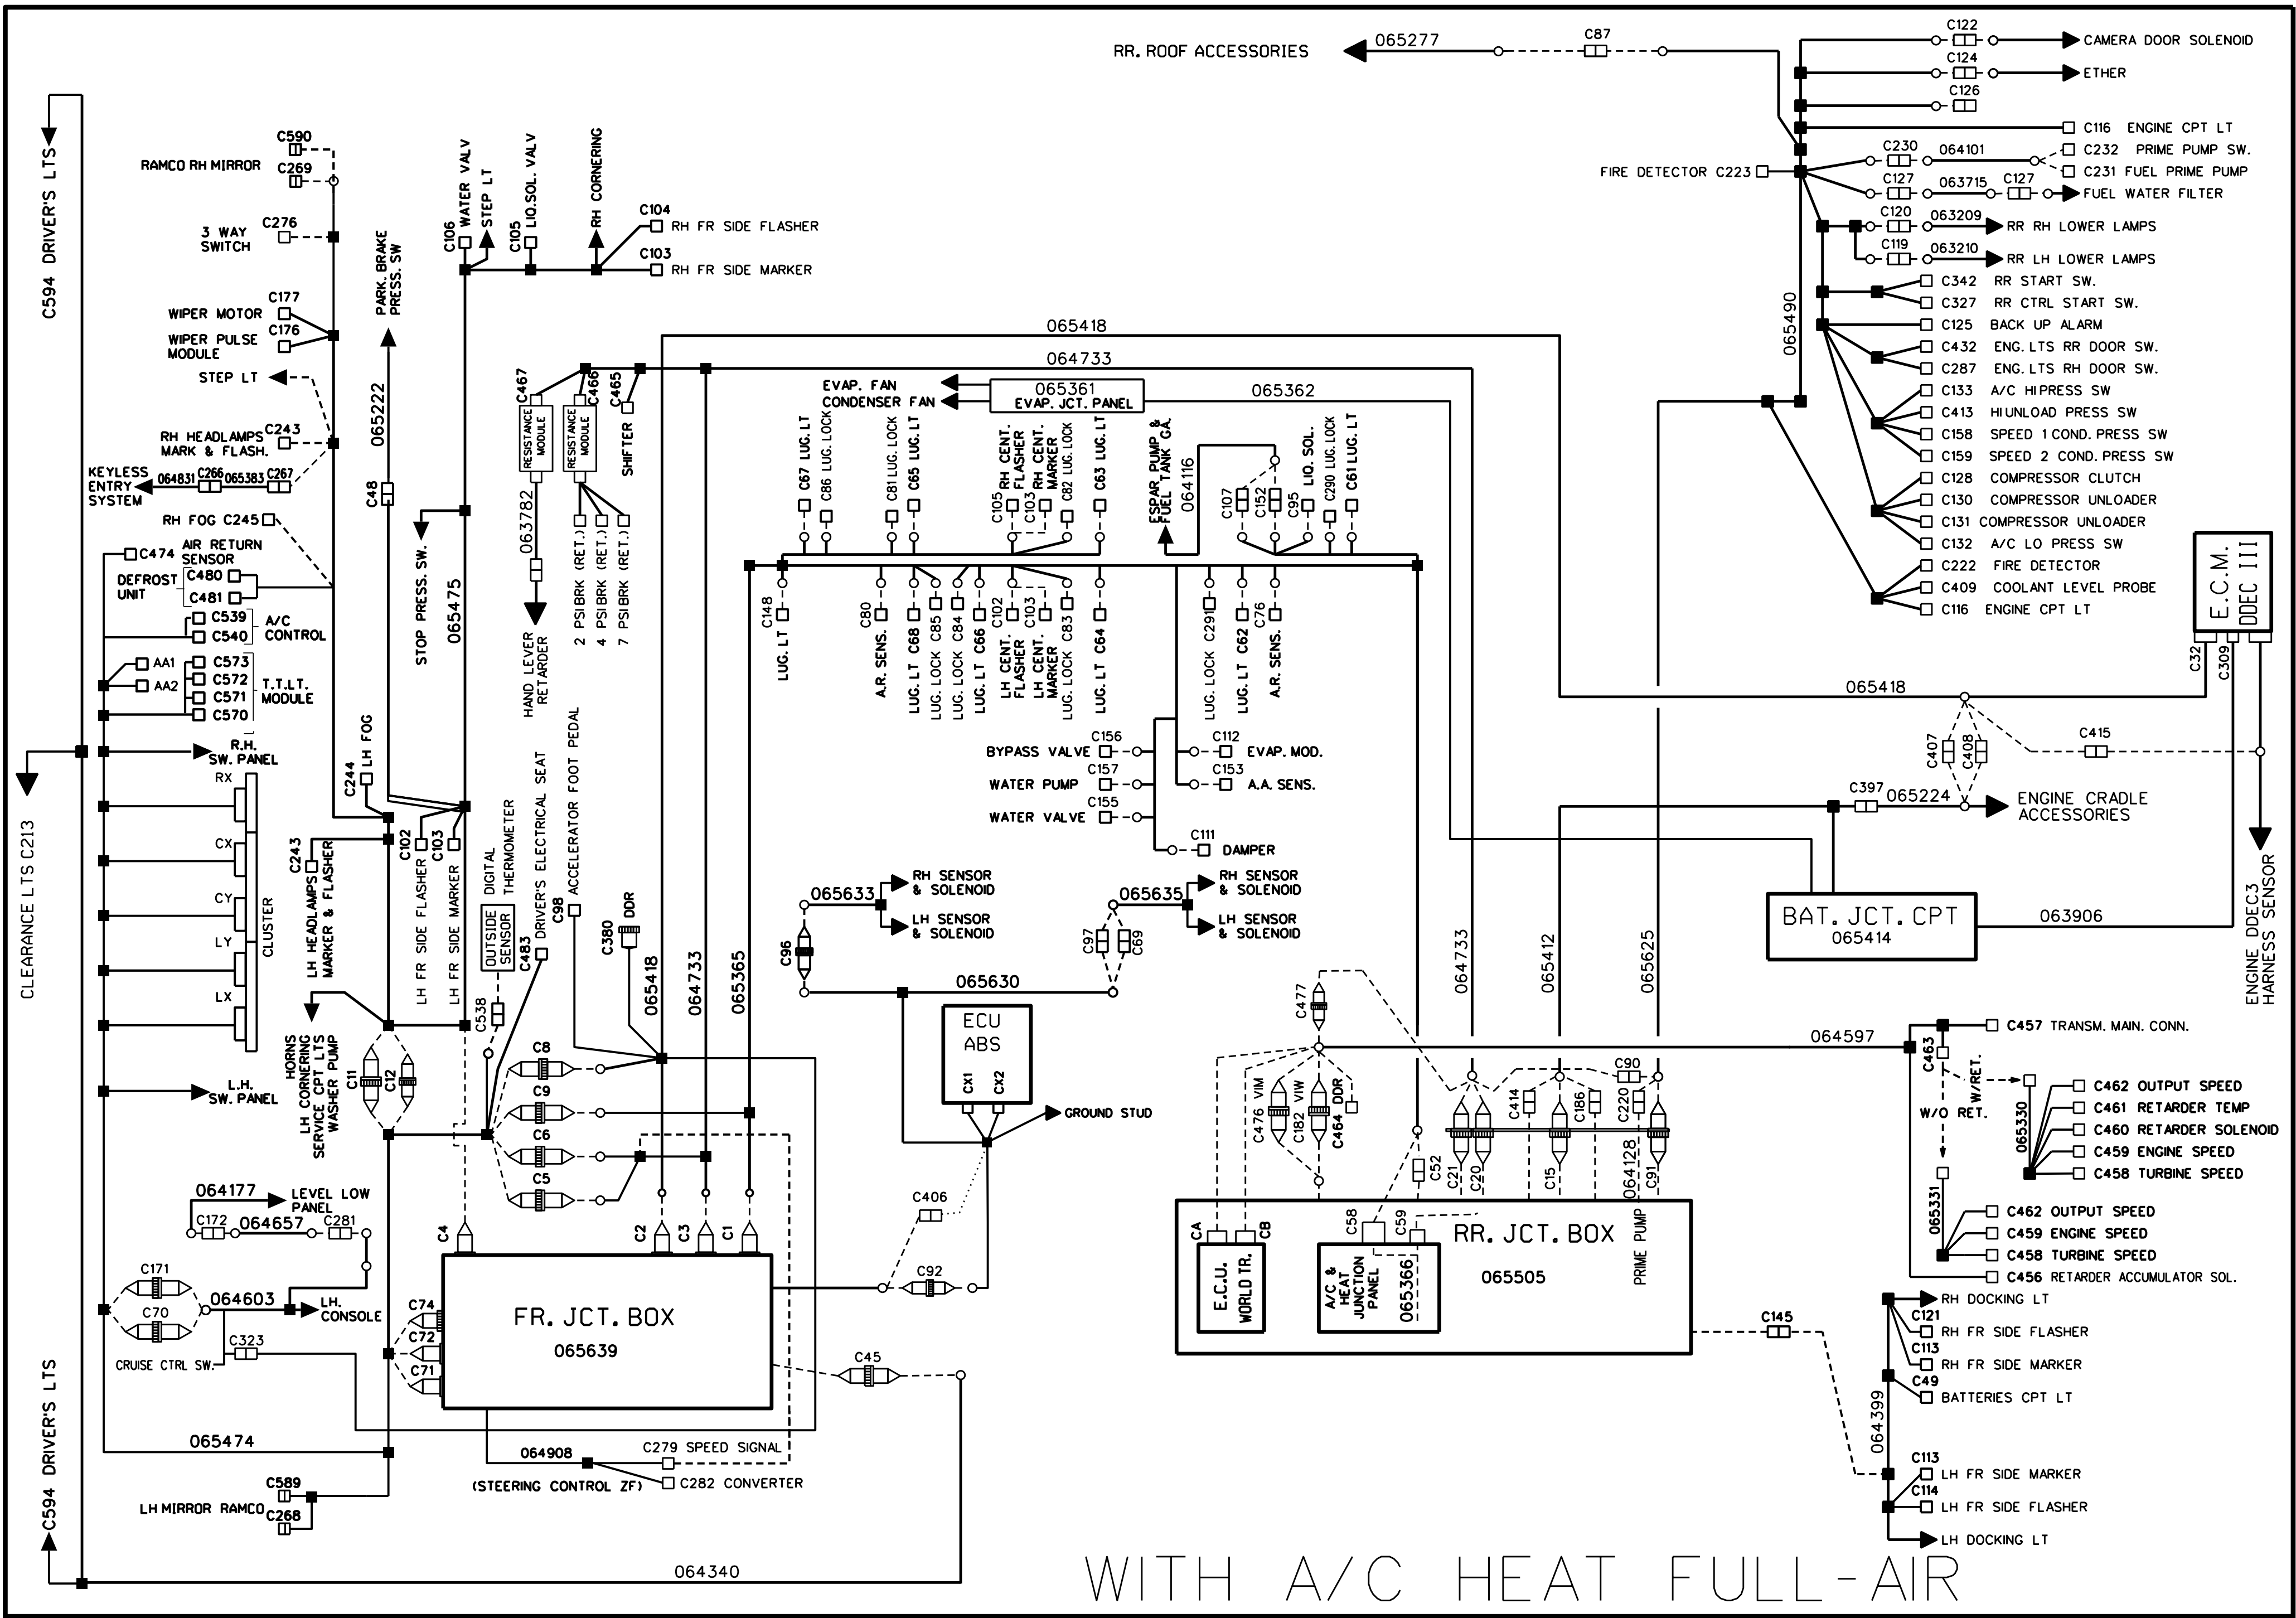 RR. ROOF ACCESSORIES
065277
C87
C122
CAMERA DOOR SOLENOID
C124
ETHER
C126
C116 ENGINE CPT LT
C230
064101
C232 PRIME PUMP SW.
C231 FUEL PRIME PUMP
FIRE DETECTOR C223
C127
063715
C127
FUEL WATER FILTER
C120
063209
RR RH LOWER LAMPS
C119
063210
RR LH LOWER LAMPS
C342 RR START SW.
C327 RR CTRL START SW.
C125 BACK UP ALARM
C432 ENG. LTS RR DOOR SW.
C287 ENG. LTS RH DOOR SW.
C133 A/C HIPRESS SW
C413 HIUNLOAD PRESS SW
C158 SPEED 1 COND. PRESS SW
C159 SPEED 2 COND. PRESS SW
C128 COMPRESSOR CLUTCH
C130 COMPRESSOR UNLOADER
C131 COMPRESSOR UNLOADER
C132 A/C LO PRESS SW
C222 FIRE DETECTOR
C409 COOLANT LEVEL PROBE
C116 ENGINE CPT LT
065490
E.C.M.
DDEC III
C32
C309
065418
C407
C408
C415
C397
065224
ENGINE CRADLE
ACCESSORIES
ENGINE DDEC3
HARNESS SENSOR
BAT. JCT. CPT
065414
063906
C594 DRIVER'S LTS
C590
RAMCO RH MIRROR
C269
3 WAY
SWITCH
C276
C177
WIPER MOTOR
C176
WIPER PULSE
MODULE
STEP LT
RH HEADLAMPS
MARK & FLASH.
C243
KEYLESS
ENTRY
SYSTEM
064831
C266
065383
C267
RH FOG C245
C474
AIR RETURN
SENSOR
DEFROST
UNIT
C480
C481
C539
C540
A/C
CONTROL
AA1
AA2
C573
C572
C571
C570
T.T.LT.
MODULE
R.H.
SW. PANEL
RX
CX
CY
LY
LX
CLUSTER
L.H.
SW. PANEL
CLEARANCE LTS C213
PARK. BRAKE
PRESS. SW
065222
C48
C106
WATER VALV
STEP LT
C105
LIQ.SOL. VALV
RH CORNERING
C104
RH FR SIDE FLASHER
C103
RH FR SIDE MARKER
STOP PRESS. SW.
065475
C244
LH FOG
C243
LH HEADLAMPS
MARKER & FLASHER
C102
C103
LH FR SIDE FLASHER
LH FR SIDE MARKER
HORNS
LH CORNERING
SERVICE CPT LTS
WASHER PUMP
C11
C12
065418
064733
C467
C466
C465
RESISTANCE
MODULE
RESISTANCE
MODULE
SHIFTER
063782
HAND LEVER
RETARDER
2 PSI BRK (RET.)
4 PSI BRK (RET.)
7 PSI BRK (RET.)
DIGITAL
THERMOMETER
OUTSIDE
SENSOR
C538
C483
DRIVER'S ELECTRICAL SEAT
C98
ACCELERATOR FOOT PEDAL
C380
DDR
065418
064733
065365
EVAP. FAN
CONDENSER FAN
065361
EVAP. JCT. PANEL
065362
C67 LUG. LT
C86 LUG. LOCK
C81 LUG. LOCK
C65 LUG. LT
C105
RH CENT.
FLASHER
C103
RH CENT.
MARKER
C82 LUG. LOCK
C63 LUG. LT
ESPAR PUMP &
FUEL TANK GA.
064116
C107
C152
C95
LIQ. SOL.
C290 LUG. LOCK
C61 LUG. LT
C148
LUG. LT
C80
A.R. SENS.
LUG. LT C68
LUG. LOCK C85
LUG. LOCK C84
LUG. LT C66
C102
LH CENT.
FLASHER
C103
LH CENT.
MARKER
LUG. LOCK C83
LUG. LT C64
LUG. LOCK C291
LUG. LT C62
C76
A.R. SENS.
C156
BYPASS VALVE
C157
WATER PUMP
C155
WATER VALVE
C112
EVAP. MOD.
C153
A.A. SENS.
C111
DAMPER
065633
RH SENSOR
& SOLENOID
LH SENSOR
& SOLENOID
065635
RH SENSOR
& SOLENOID
LH SENSOR
& SOLENOID
C96
C97
C69
065630
ECU
ABS
CX1
CX2
GROUND STUD
C406
C92
C8
C9
C6
C5
C4
C2
C3
C1
FR. JCT. BOX
065639
C74
C72
C71
C45
064177
LEVEL LOW
PANEL
C172
064657
C281
C171
C70
064603
LH.
CONSOLE
C323
CRUISE CTRL SW.
065474
C589
LH MIRROR RAMCO
C268
C594 DRIVER'S LTS
064340
064908
(STEERING CONTROL ZF)
C279 SPEED SIGNAL
C282 CONVERTER
064733
065412
065625
C477
C476 VIM
C182 VIW
C464 DDR
C52
C21
C20
C414
C15
C186
C90
C220
064128
C91
CA
CB
E.C.U.
WORLD TR.
C58
C59
A/C &
HEAT
JUNCTION
PANEL
065366
RR. JCT. BOX
065505
PRIME PUMP
064597
C457 TRANSM. MAIN. CONN.
C463
W/RET.
W/O RET.
065330
C462 OUTPUT SPEED
C461 RETARDER TEMP
C460 RETARDER SOLENOID
C459 ENGINE SPEED
C458 TURBINE SPEED
065331
C462 OUTPUT SPEED
C459 ENGINE SPEED
C458 TURBINE SPEED
C456 RETARDER ACCUMULATOR SOL.
C145
064399
RH DOCKING LT
C121
RH FR SIDE FLASHER
C113
RH FR SIDE MARKER
C49
BATTERIES CPT LT
C113
LH FR SIDE MARKER
C114
LH FR SIDE FLASHER
LH DOCKING LT
WITH A/C HEAT FULL-AIR